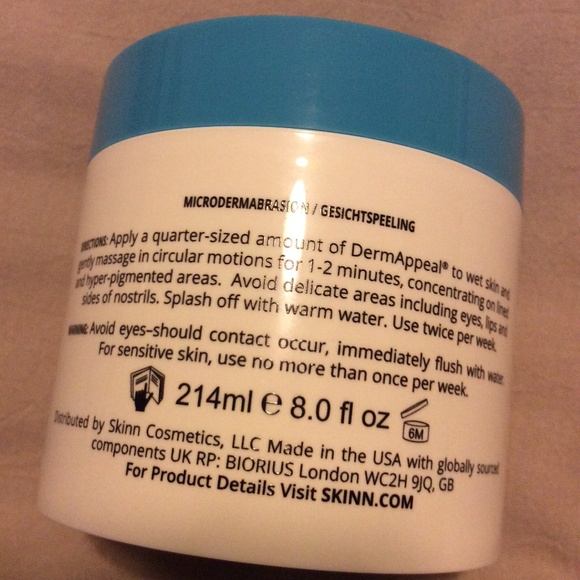 MICRODERMABRASION / GESICHTSPEELING
DIRECTIONS: Apply a quarter-sized amount of DermAppeal® to wet skin and
gently massage in circular motions for 1-2 minutes, concentrating on lined
and hyper-pigmented areas. Avoid delicate areas including eyes, lips and
sides of nostrils. Splash off with warm water. Use twice per week.
WARNING: Avoid eyes–should contact occur, immediately flush with water.
For sensitive skin, use no more than once per week.
214ml ℮ 8.0 fl oz 6M
Distributed by Skinn Cosmetics, LLC Made in the USA with globally sourced
components UK RP: BIORIUS London WC2H 9JQ, GB
For Product Details Visit SKINN.COM